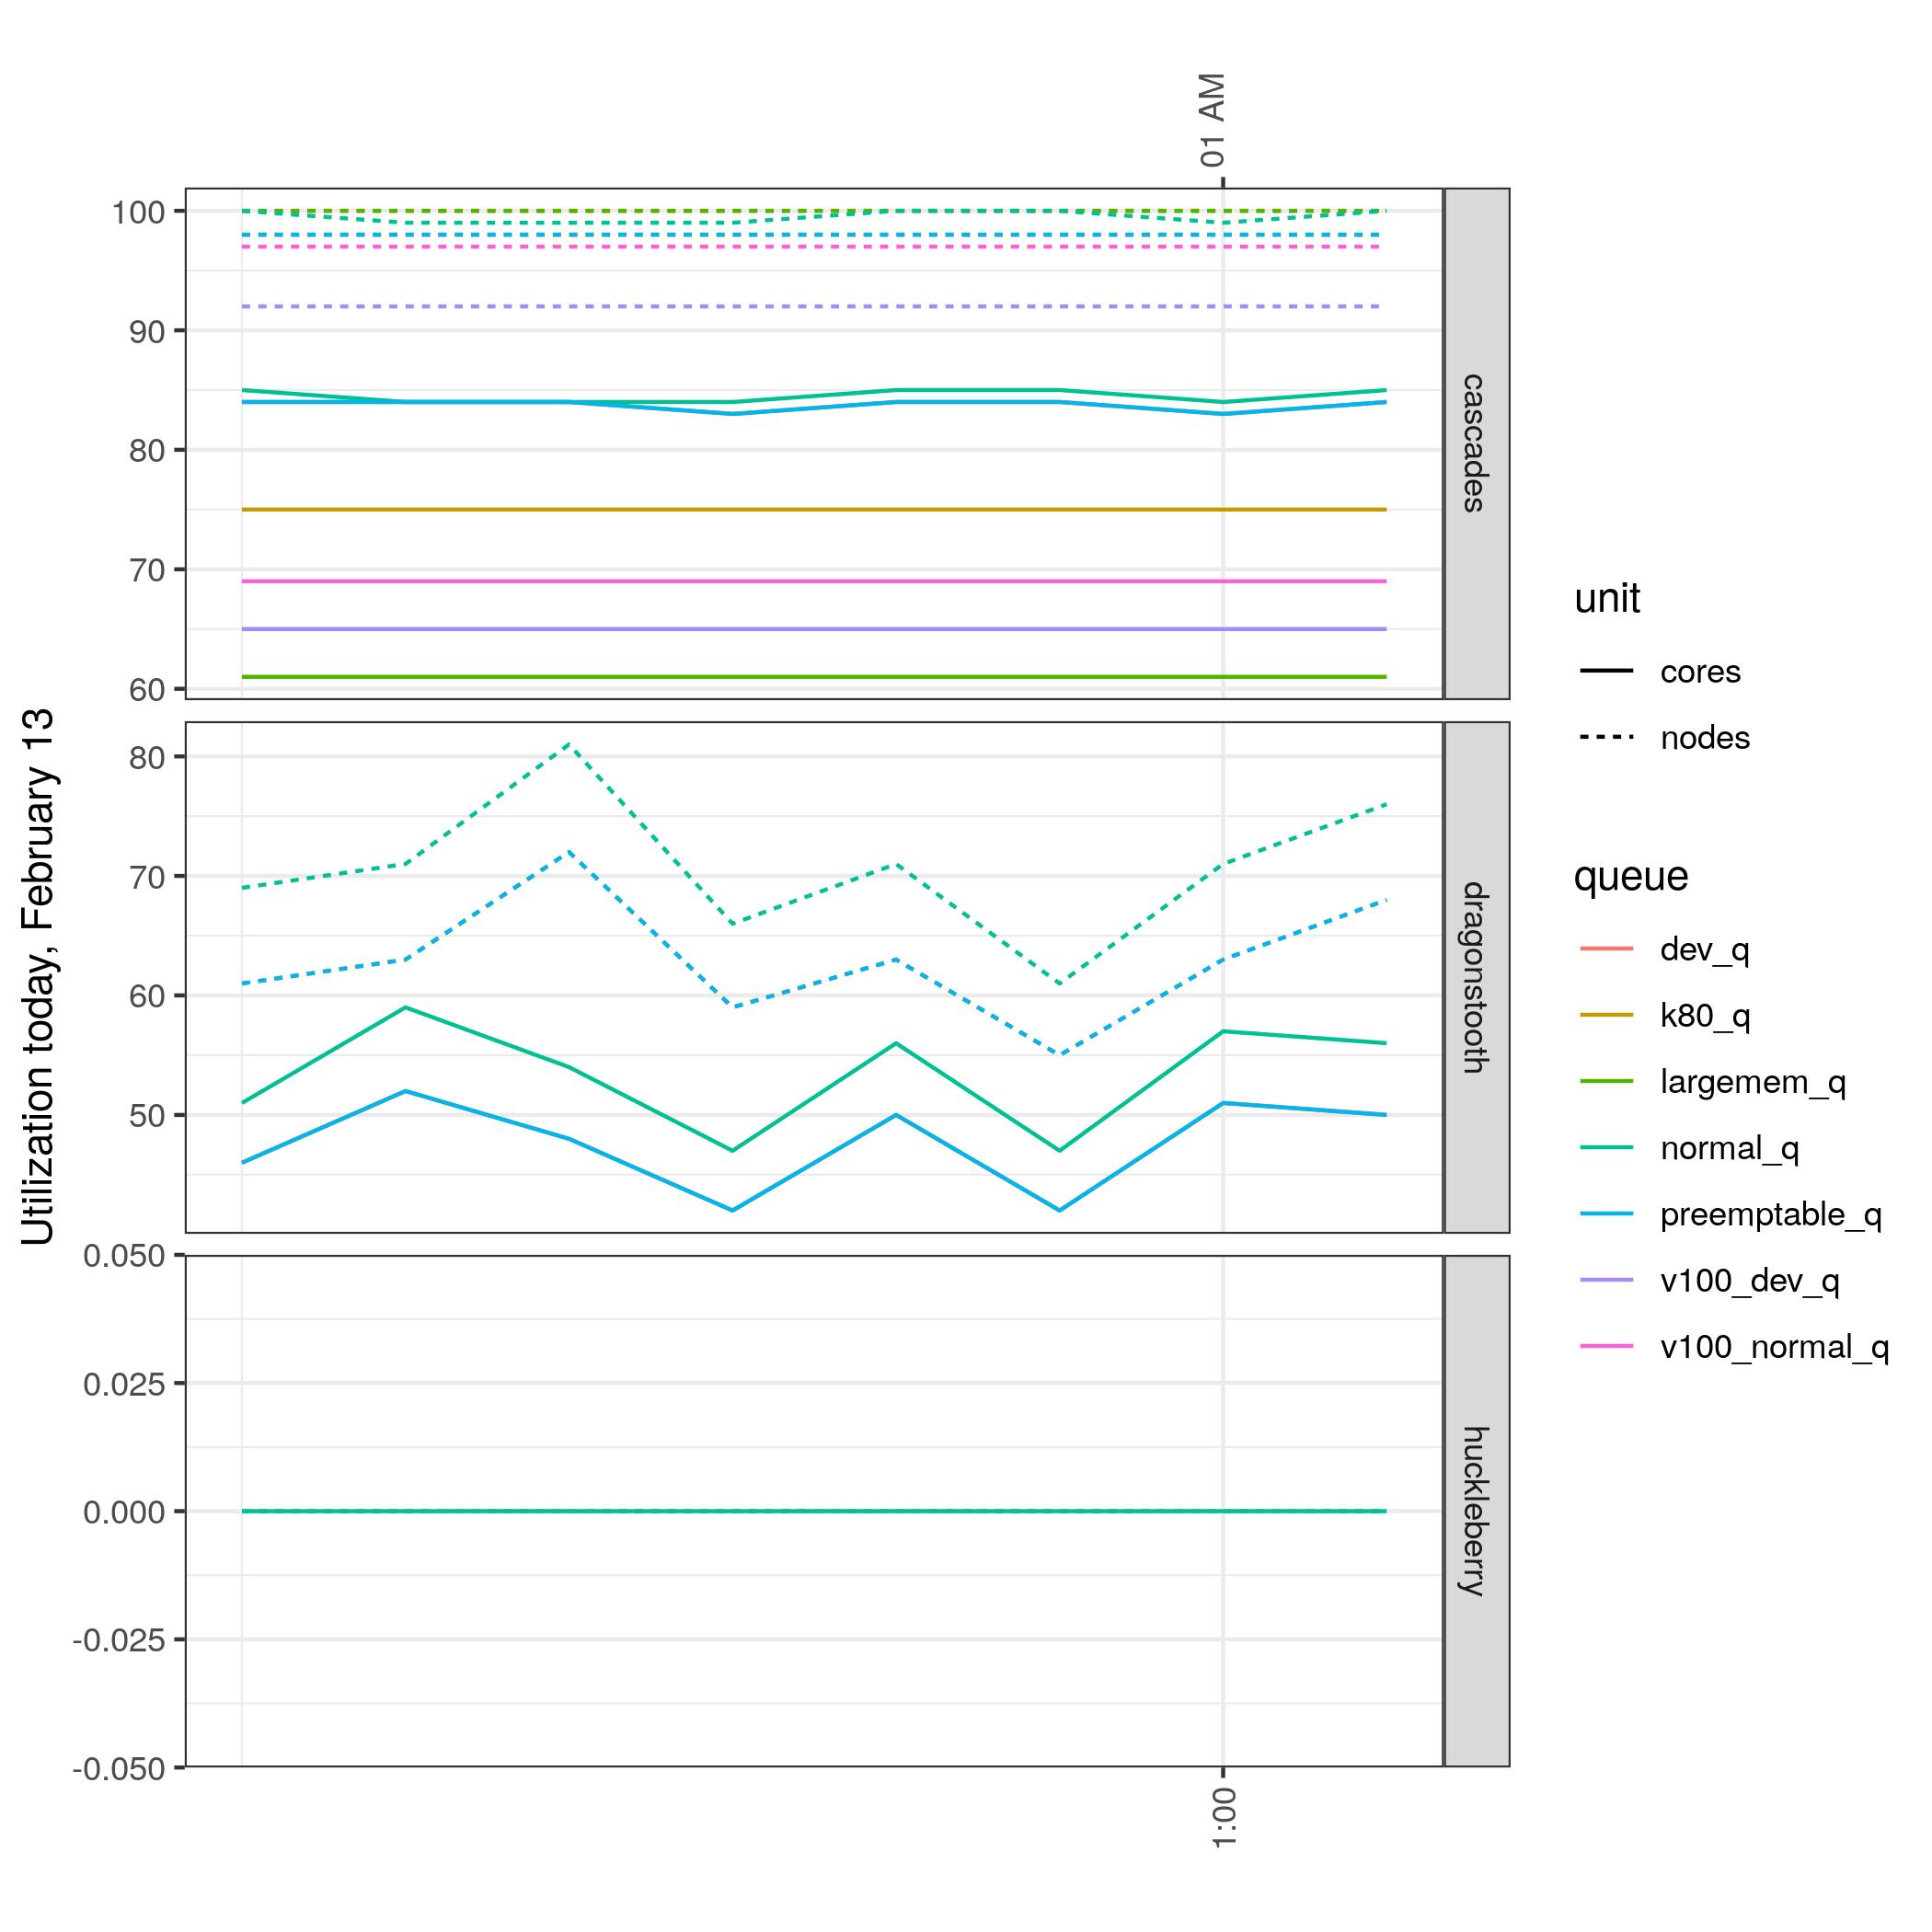 01 AM
100
90
80
70
60
cascades
80
70
60
50
dragonstooth
0.050
0.025
0.000
-0.025
-0.050
huckleberry
1:00
Utilization today, February 13
unit
cores
nodes
queue
dev_q
k80_q
largemem_q
normal_q
preemptable_q
v100_dev_q
v100_normal_q